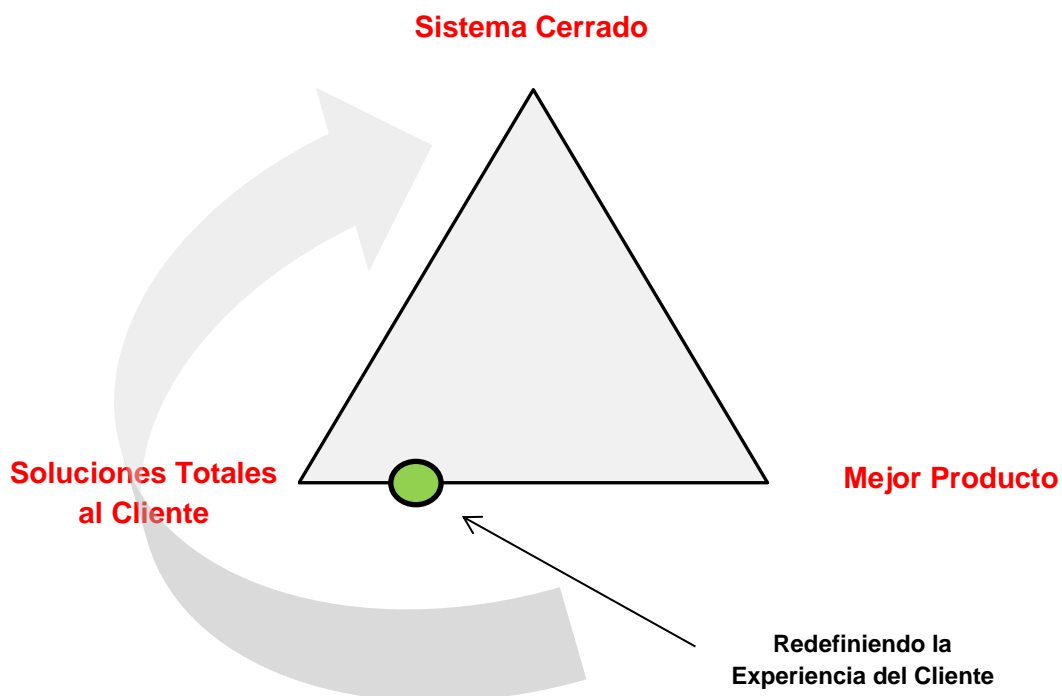 Sistema Cerrado
Soluciones Totales
al Cliente
Mejor Producto
Redefiniendo la
Experiencia del Cliente